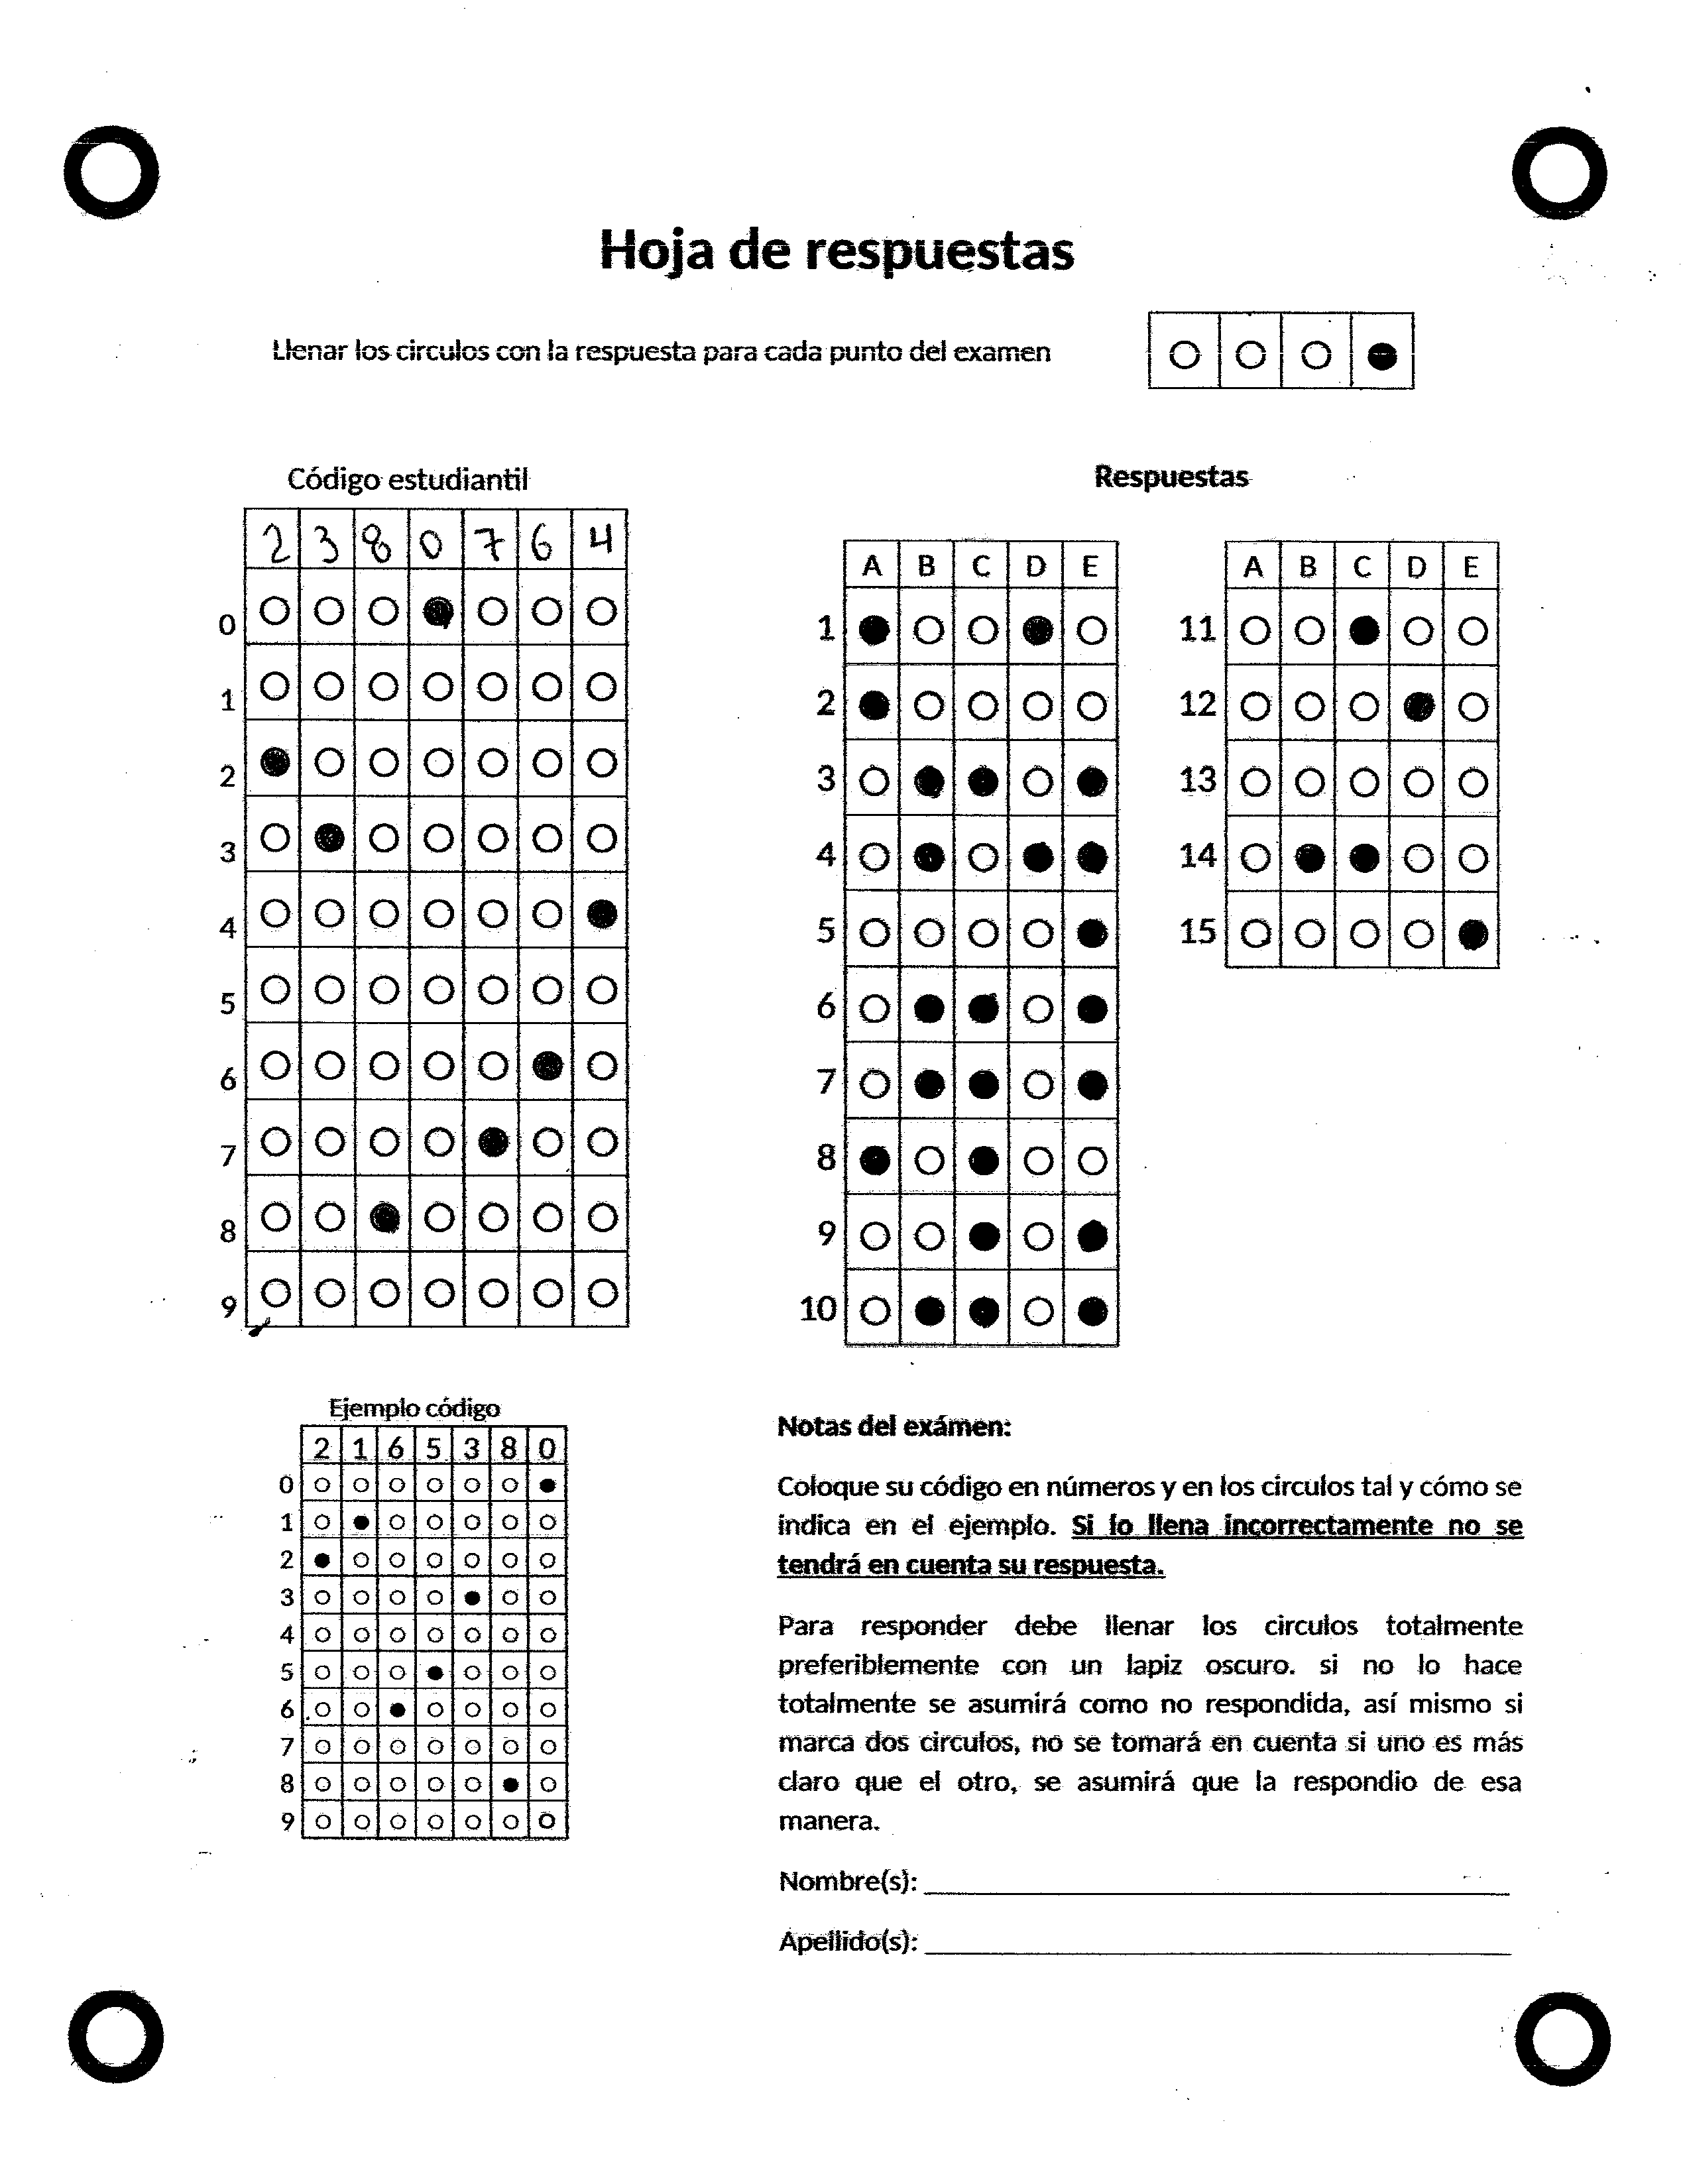 Hoja de respuestas
Llenar los circulos con la respuesta para cada punto del examen
Código estudiantil
2 3 8 0 7 6 4
0
1
2
3
4
5
6
7
8
9
Respuestas
A B C D E
1
2
3
4
5
6
7
8
9
10
A B C D E
11
12
13
14
15
Ejemplo código
2 1 6 5 3 8 0
0
1
2
3
4
5
6
7
8
9
Notas del exámen:
Coloque su código en números y en los circulos tal y cómo se
indica en el ejemplo. Si lo llena incorrectamente no se
tendrá en cuenta su respuesta.
Para responder debe llenar los circulos totalmente
preferiblemente con un lapiz oscuro. si no lo hace
totalmente se asumirá como no respondida, así mismo si
marca dos circulos, no se tomará en cuenta si uno es más
claro que el otro, se asumirá que la respondio de esa
manera.
Nombre(s):
Apellido(s):